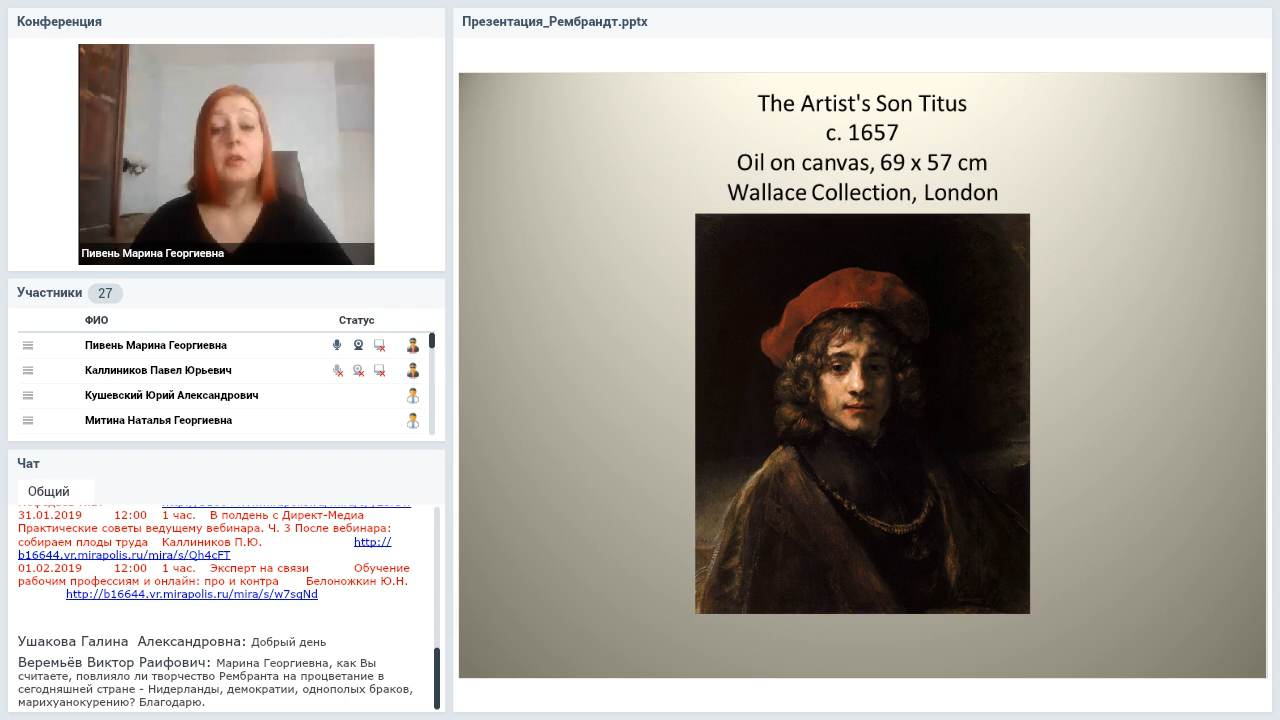 Конференция
Пивень Марина Георгиевна
Участники 27
ФИО Статус
Пивень Марина Георгиевна
Каллиников Павел Юрьевич
Кушевский Юрий Александрович
Митина Наталья Георгиевна
Чат
Общий
31.01.2019 12:00 1 час. В полдень с Директ-Медиа
Практические советы ведущему вебинара. Ч. 3 После вебинара:
собираем плоды труда Каллиников П.Ю. http://
b16644.vr.mirapolis.ru/mira/s/Qh4cFT
01.02.2019 12:00 1 час. Эксперт на связи Обучение
рабочим профессиям и онлайн: про и контра Белоножкин Ю.Н.
http://b16644.vr.mirapolis.ru/mira/s/w7sqNd
Ушакова Галина Александровна: Добрый день
Веремьёв Виктор Раифович: Марина Георгиевна, как Вы
считаете, повлияло ли творчество Рембранта на процветание в
сегодняшней стране - Нидерланды, демократии, однополых браков,
марихуанокурению? Благодарю.
Презентация_Рембрандт.pptx
The Artist's Son Titus
c. 1657
Oil on canvas, 69 x 57 cm
Wallace Collection, London